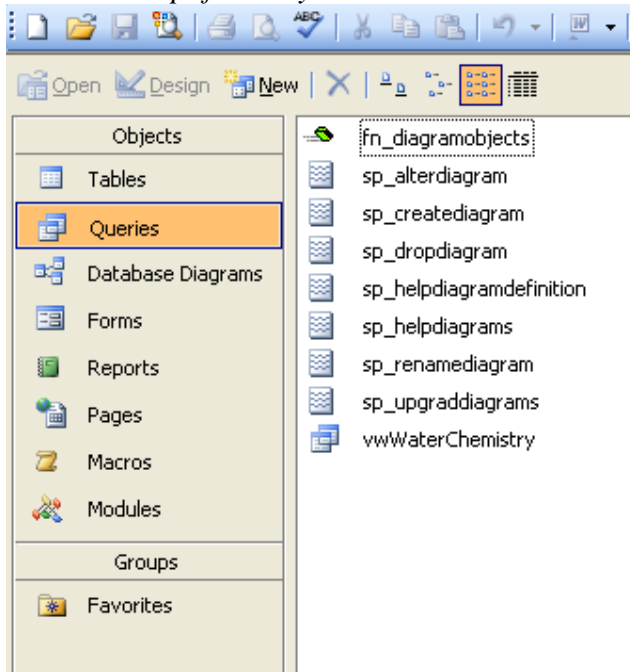 ABC
Open Design New
Objects
Tables
Queries
Database Diagrams
Forms
Reports
Pages
Macros
Modules
Groups
Favorites
fn_diagramobjects
sp_alterdiagram
sp_creatediagram
sp_dropdiagram
sp_helpdiagramdefinition
sp_helpdiagrams
sp_renamediagram
sp_upgraddiagrams
vwWaterChemistry